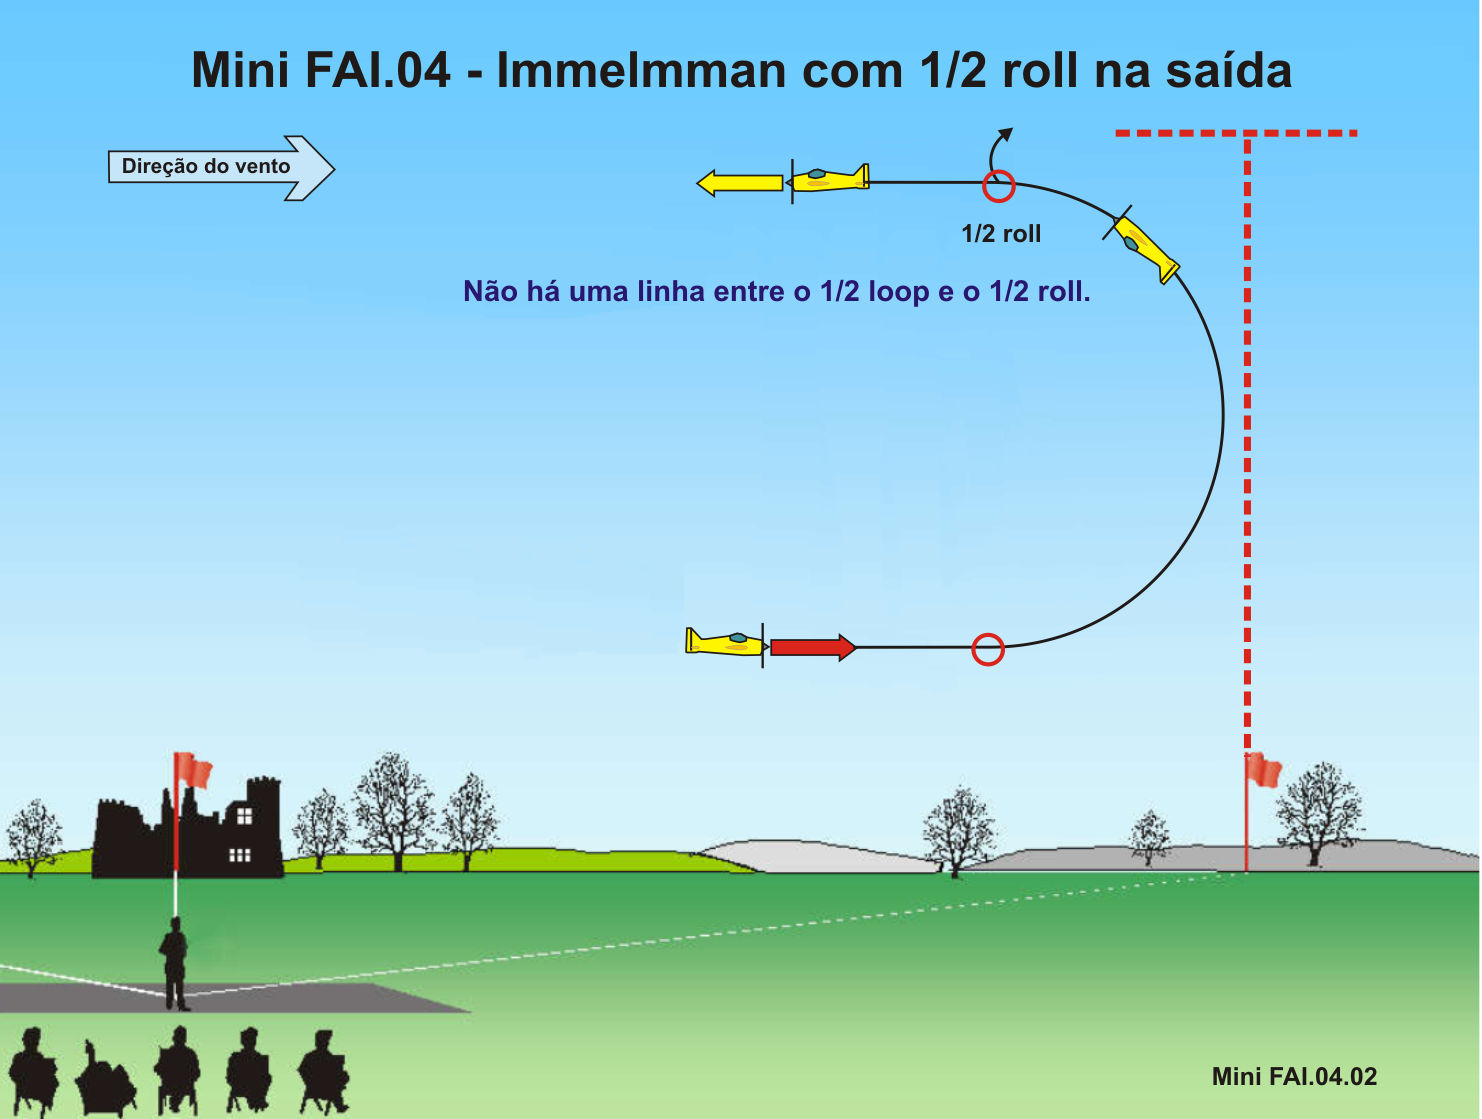 Mini FAI.04 - Immelmman com 1/2 roll na saída
Direção do vento
1/2 roll
Não há uma linha entre o 1/2 loop e o 1/2 roll.
Mini FAI.04.02